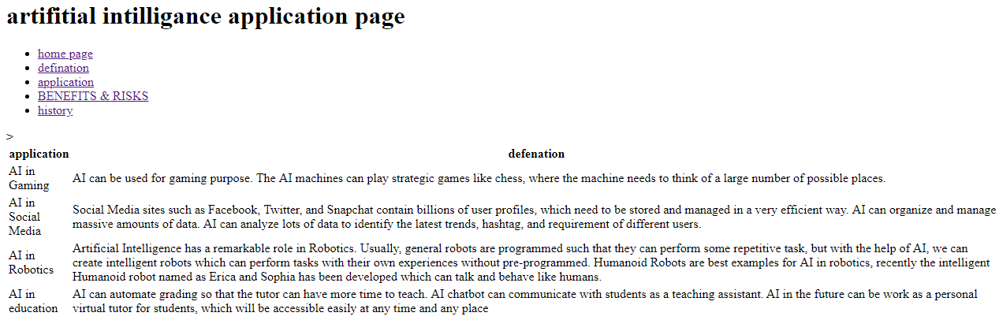 artifitial intilligance application page
home page
defination
application
BENEFITS & RISKS
history
>
application defenation
AI in
Gaming
AI can be used for gaming purpose. The AI machines can play strategic games like chess, where the machine needs to think of a large number of possible places.
AI in
Social
Media
Social Media sites such as Facebook, Twitter, and Snapchat contain billions of user profiles, which need to be stored and managed in a very efficient way. AI can organize and manage
massive amounts of data. AI can analyze lots of data to identify the latest trends, hashtag, and requirement of different users.
AI in
Robotics
Artificial Intelligence has a remarkable role in Robotics. Usually, general robots are programmed such that they can perform some repetitive task, but with the help of AI, we can
create intelligent robots which can perform tasks with their own experiences without pre-programmed. Humanoid Robots are best examples for AI in robotics, recently the intelligent
Humanoid robot named as Erica and Sophia has been developed which can talk and behave like humans.
AI in
education
AI can automate grading so that the tutor can have more time to teach. AI chatbot can communicate with students as a teaching assistant. AI in the future can be work as a personal
virtual tutor for students, which will be accessible easily at any time and any place